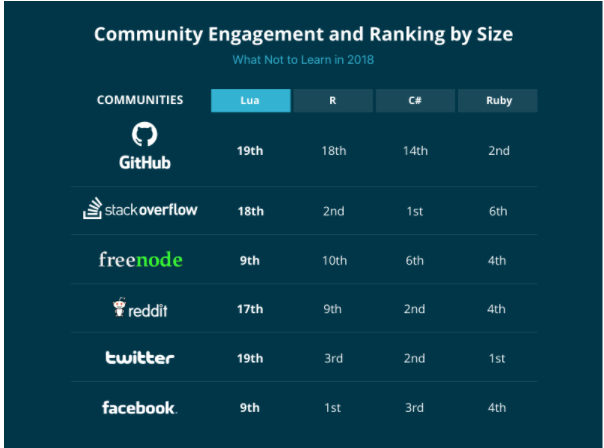 Community Engagement and Ranking by Size
What Not to Learn in 2018
COMMUNITIES Lua R C# Ruby
GitHub 19th 18th 14th 2nd
stackoverflow 18th 2nd 1st 6th
freenode 9th 10th 6th 4th
reddit 17th 9th 2nd 4th
twitter 19th 3rd 2nd 1st
facebook. 9th 1st 3rd 4th